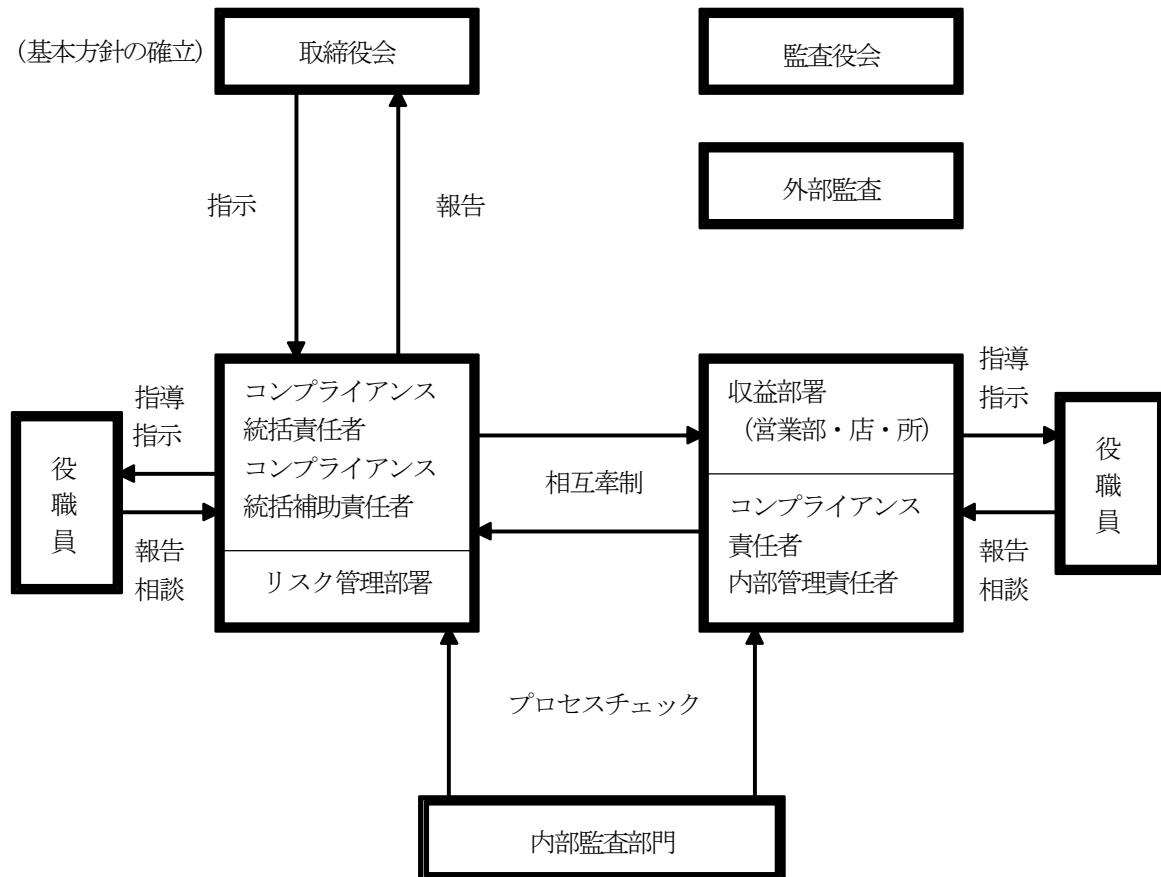 (基本方針の確立)
取締役会
監査役会
外部監査
指示
報告
指導
指示
コンプライアンス
統括責任者
コンプライアンス
統括補助責任者
リスク管理部署
役
職
員
報告
相談
相互牽制
収益部署
(営業部・店・所)
コンプライアンス
責任者
内部管理責任者
指導
指示
役
職
員
報告
相談
プロセスチェック
内部監査部門